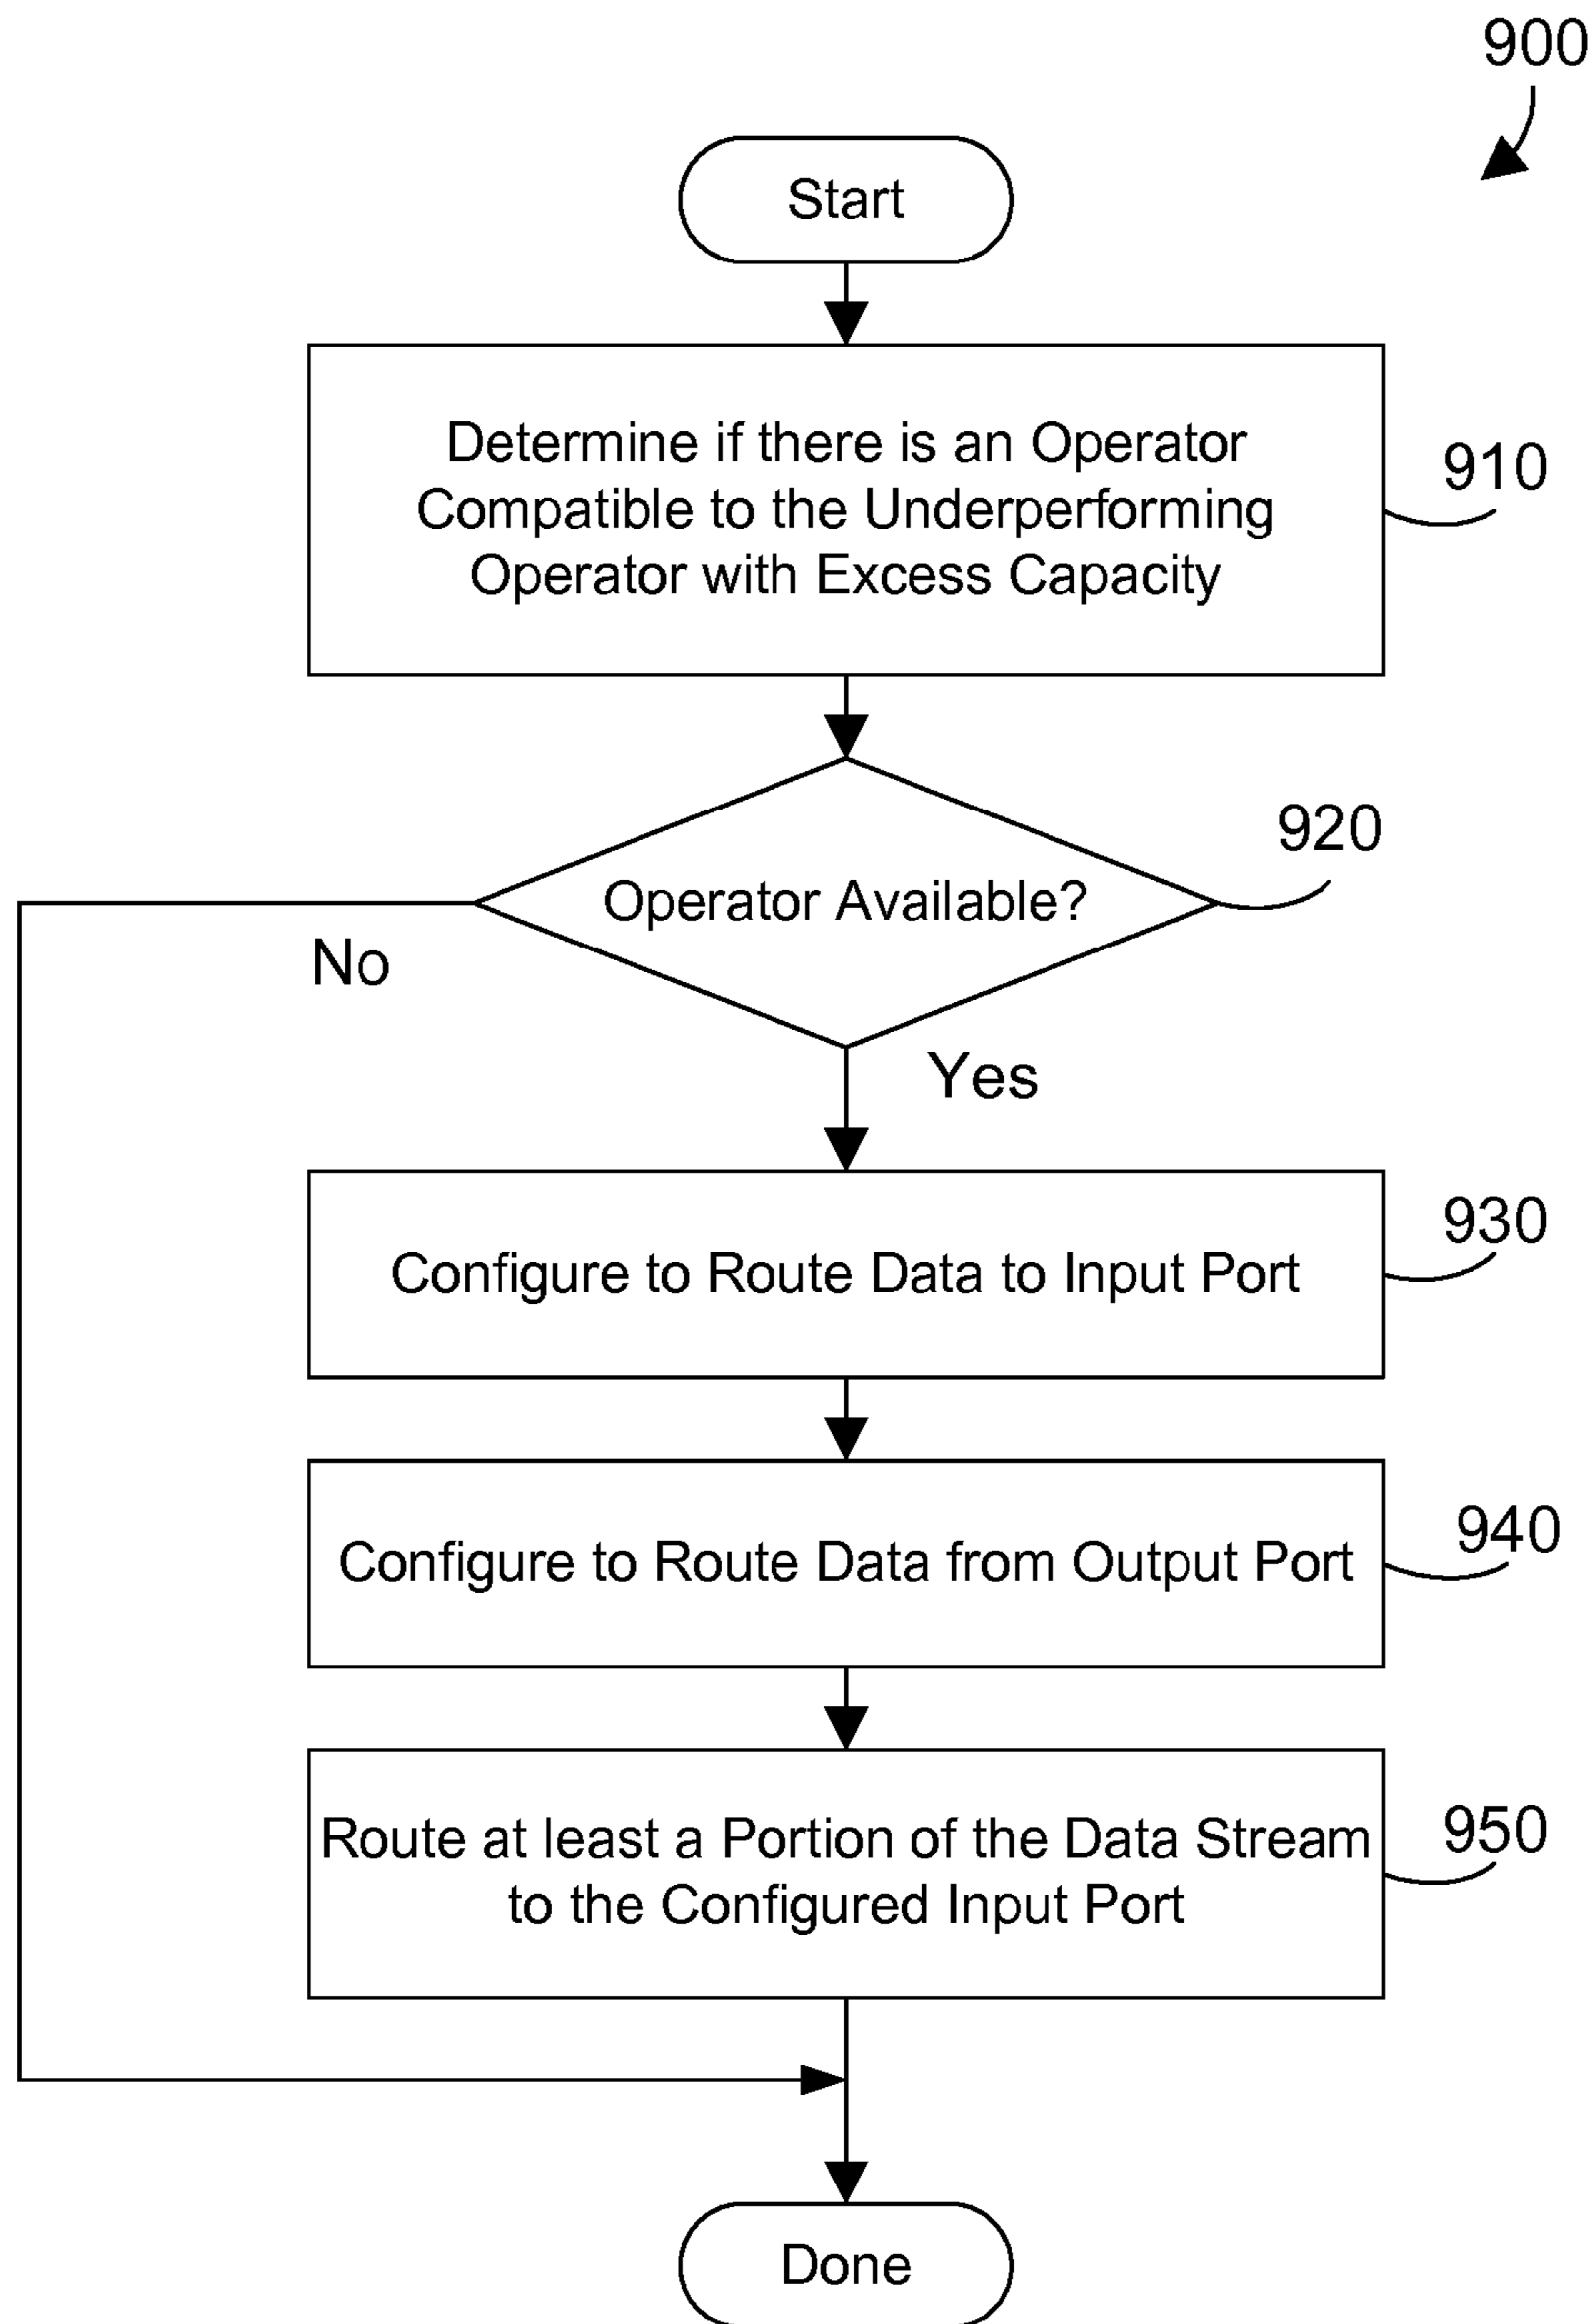 900
Start
Determine if there is an Operator
Compatible to the Underperforming
Operator with Excess Capacity
910
920
Operator Available?
No
Yes
930
Configure to Route Data to Input Port
940
Configure to Route Data from Output Port
950
Route at least a Portion of the Data Stream
to the Configured Input Port
Done